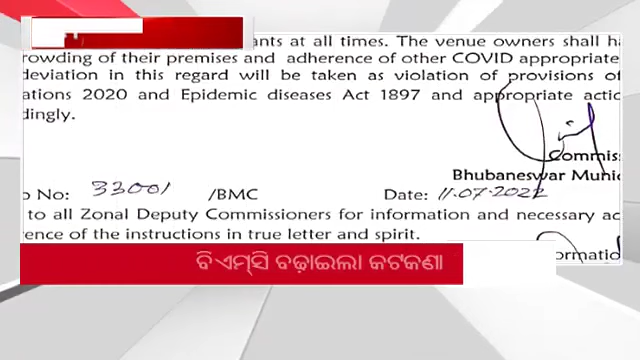 ants at all times. The venue owners shall
rowding of their premises and adherence of other COVID appropriate
deviation in this regard will be taken as violation of provisions of
ations 2020 and Epidemic diseases Act 1897 and appropriate actio
dingly.
Commiss
Bhubaneswar Munic
No: 33001 /BMC Date: 11.07.2022
to all Zonal Deputy Commissioners for information and necessary ac
ence of the instructions in true letter and spirit.
formatio
ବିଏମ୍‌ସି ବଢ଼ାଇଲା କଟକଣା